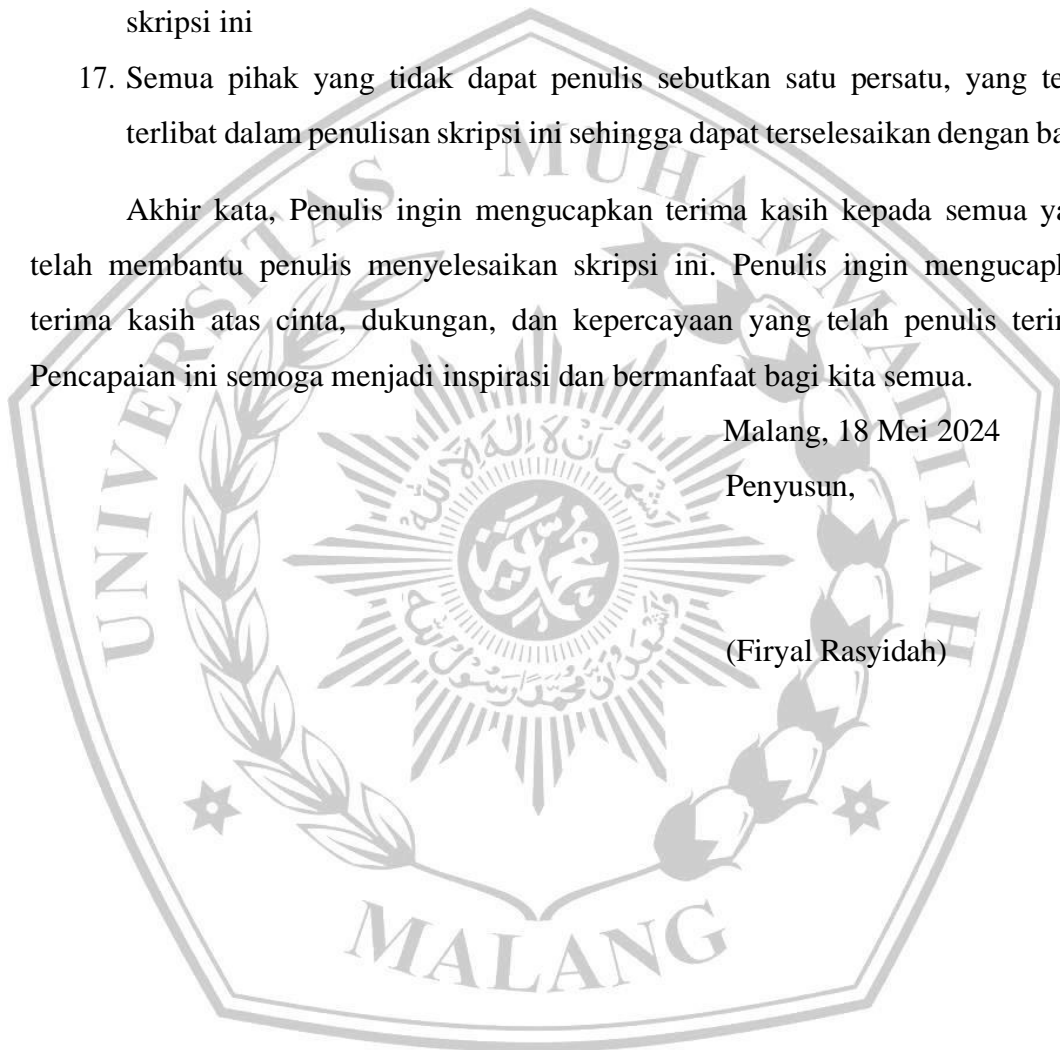 skripsi ini
17. Semua pihak yang tidak dapat penulis sebutkan satu persatu, yang te
terlibat dalam penulisan skripsi ini sehingga dapat terselesaikan dengan ba
Akhir kata, Penulis ingin mengucapkan terima kasih kepada semua ya
telah membantu penulis menyelesaikan skripsi ini. Penulis ingin mengucapk
terima kasih atas cinta, dukungan, dan kepercayaan yang telah penulis terim
Pencapaian ini semoga menjadi inspirasi dan bermanfaat bagi kita semua.
Malang, 18 Mei 2024
Penyusun,
(Firyal Rasyidah)
UNIVERSITAS MUHAMMADIYAH
MALANG